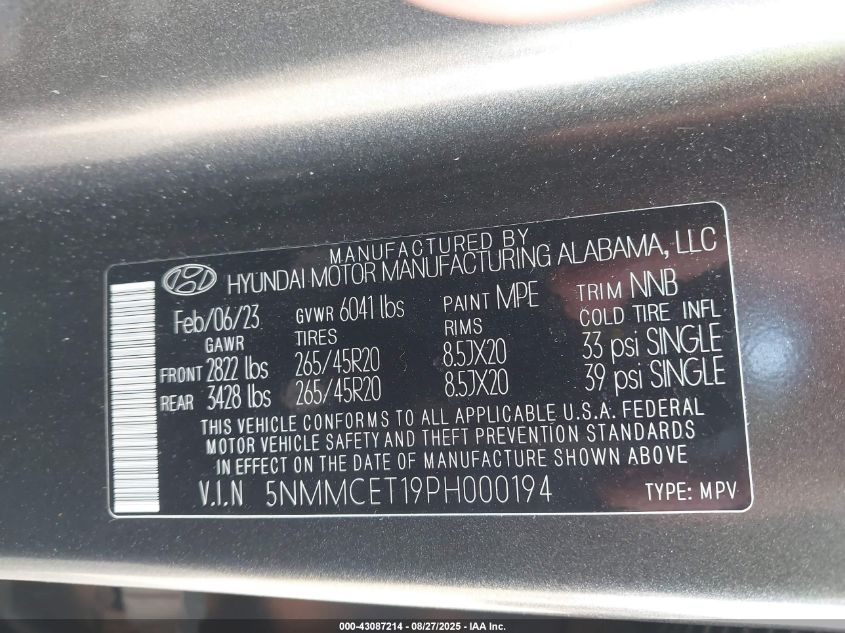 MANUFACTURED BY
HYUNDAI MOTOR MANUFACTURING ALABAMA, LLC
Feb/06/23 GVWR 6041 lbs PAINT MPE TRIM NNB
GAWR TIRES RIMS COLD TIRE INFL
FRONT 2822 lbs 265/45R20 8.5JX20 33 psi SINGLE
REAR 3428 lbs 265/45R20 8.5JX20 39 psi SINGLE
THIS VEHICLE CONFORMS TO ALL APPLICABLE U.S.A. FEDERAL
MOTOR VEHICLE SAFETY AND THEFT PREVENTION STANDARDS
IN EFFECT ON THE DATE OF MANUFACTURE SHOWN ABOVE
V.I.N 5NMMCET19PH000194 TYPE: MPV
000-43087214 - 08/27/2025 - IAA Inc.